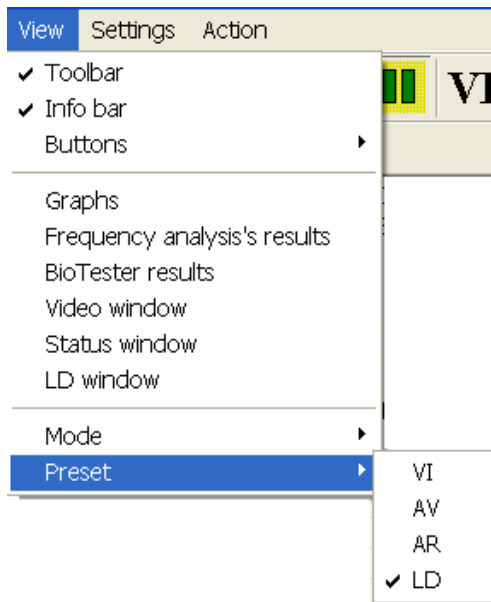 View Settings Action
Toolbar
VI
Info bar
Buttons
Graphs
Frequency analysis's results
BioTester results
Video window
Status window
LD window
Mode
Preset
VI
AV
AR
LD